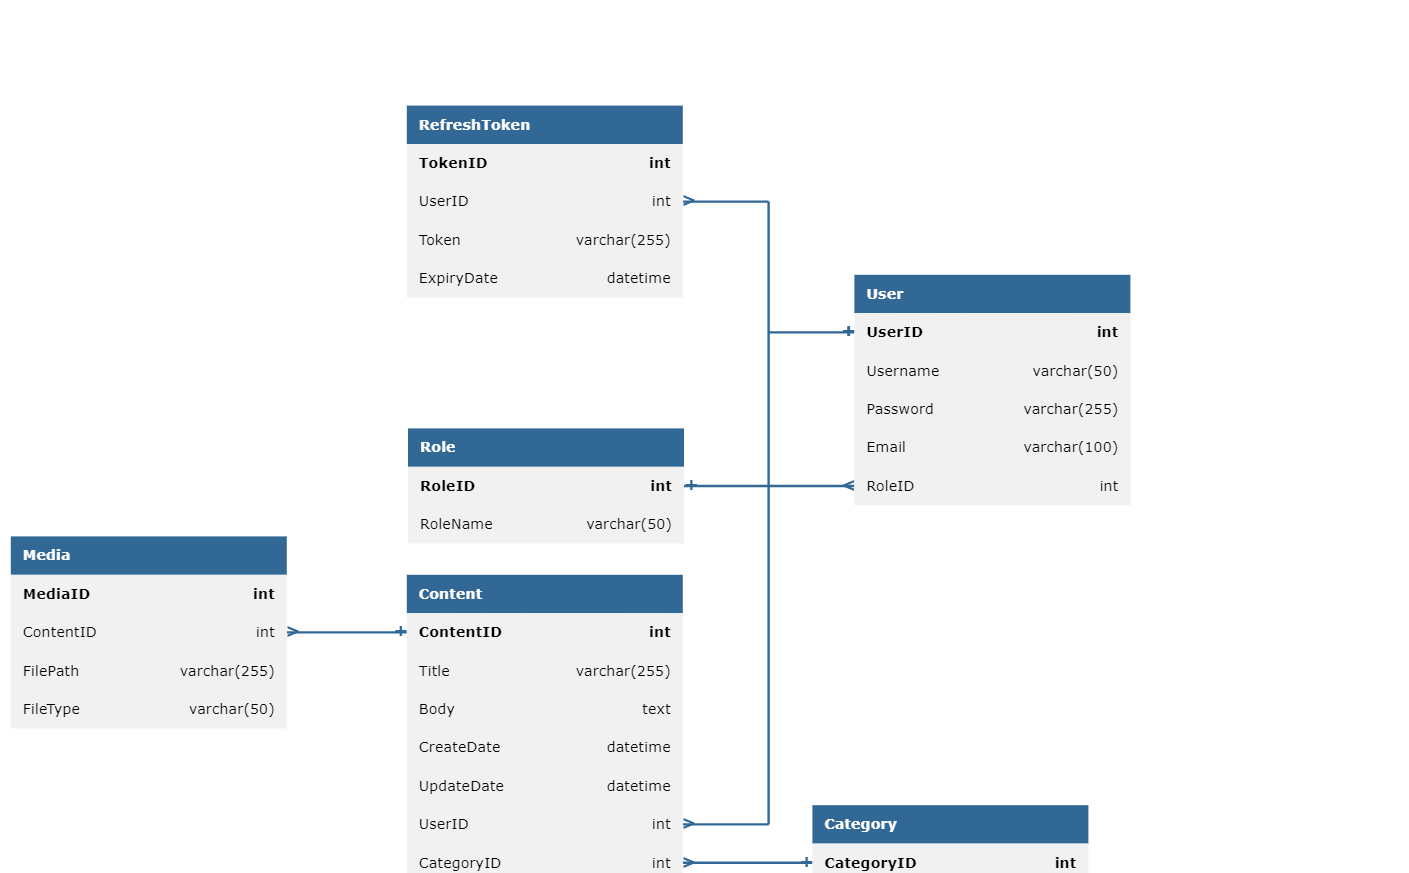 RefreshToken
TokenID int
UserID int
Token varchar(255)
ExpiryDate datetime
User
UserID int
Username varchar(50)
Password varchar(255)
Email varchar(100)
RoleID int
Role
RoleID int
RoleName varchar(50)
Media
MediaID int
ContentID int
FilePath varchar(255)
FileType varchar(50)
Content
ContentID int
Title varchar(255)
Body text
CreateDate datetime
UpdateDate datetime
UserID int
CategoryID int
Category
CategoryID int